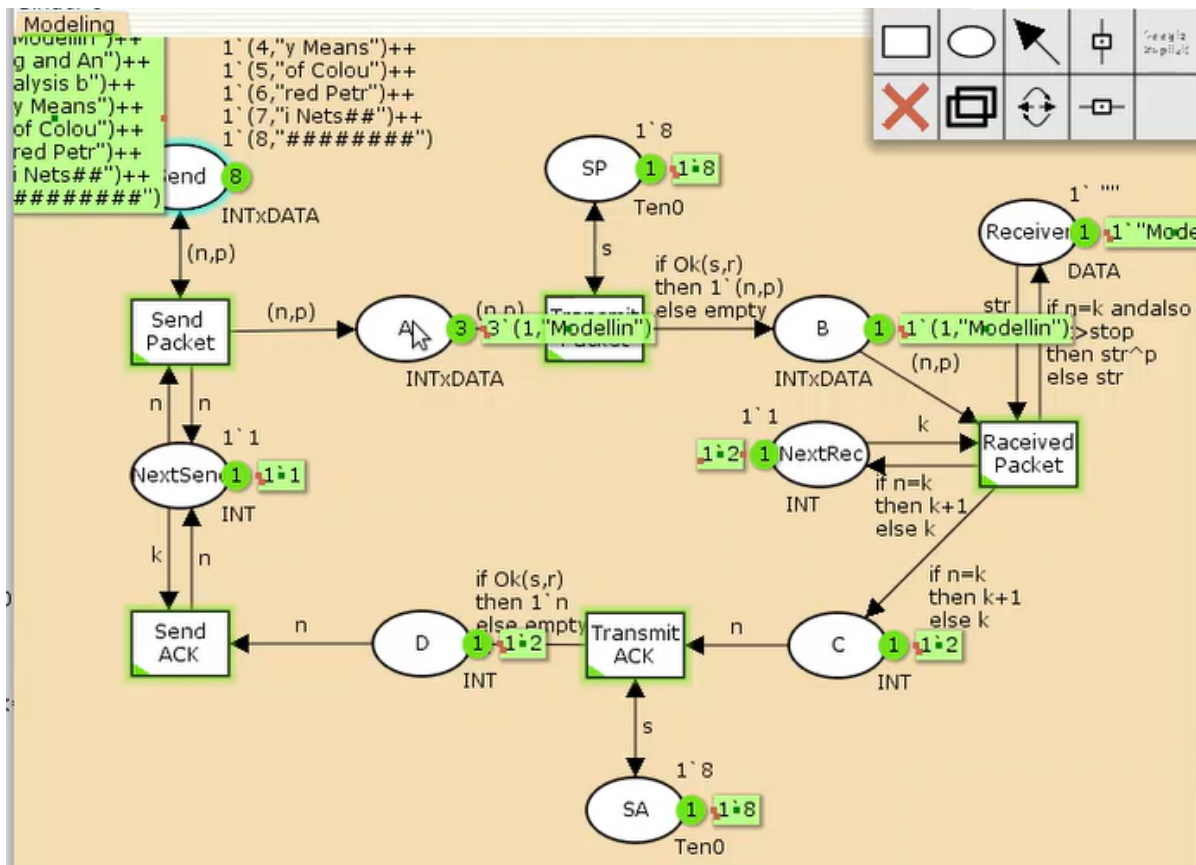 Modeling
Modellin")++
g and An")++
alysis b")++
y Means")++
of Colou")++
red Petr")++
i Nets##")++
########")
1`(4,"y Means")++
1`(5,"of Colou")++
1`(6,"red Petr")++
1`(7,"i Nets##")++
1`(8,"########")
Send
8
INTxDATA
(n,p)
1`8
SP
1
1`8
Ten0
s
1`""
Receiver
1
1`"Mode
DATA
Send
Packet
(n,p)
A
3
3`(1,"Modellin")
INTxDATA
(n,p)
Transmit
Packet
if Ok(s,r)
then 1`(n,p)
else empty
B
1
1`(1,"Modellin")
INTxDATA
(n,p)
str
if n=k andalso
>stop
then str^p
else str
n
n
1`1
NextSend
1
1`1
INT
k
n
1`1
1`2
1
NextRec
INT
k
if n=k
then k+1
else k
Raceived
Packet
if n=k
then k+1
else k
Send
ACK
n
D
1
1`2
INT
if Ok(s,r)
then 1`n
else empty
Transmit
ACK
n
C
1
1`2
INT
s
1`8
SA
1
1`8
Ten0